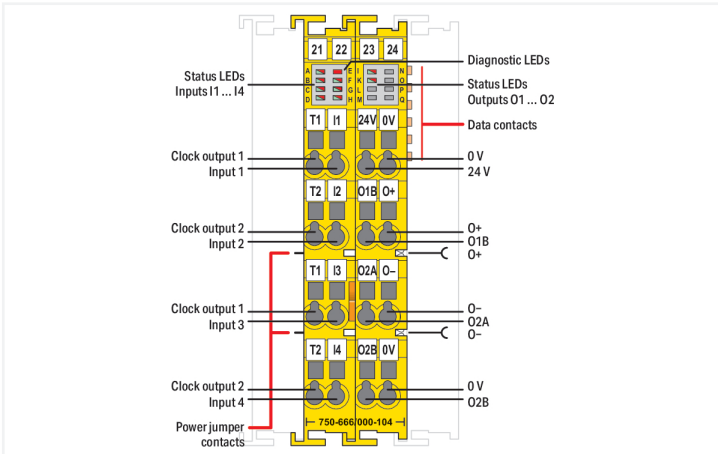 21 22 23 24
Diagnostic LEDs
Status LEDs
Inputs I1 ... I4
A E I N
B F K O
C G L P
D H M Q
Status LEDs
Outputs O1 ... O2
Data contacts
T1 I1 24V 0V
Clock output 1
Input 1
0 V
24 V
T2 I2 O1B O+
Clock output 2
Input 2
O+
O1B
O+
T1 I3 O2A O–
Clock output 1
Input 3
O–
O2A
O–
T2 I4 O2B 0V
Clock output 2
Input 4
0 V
O2B
Power jumper
contacts
750-666/000-104